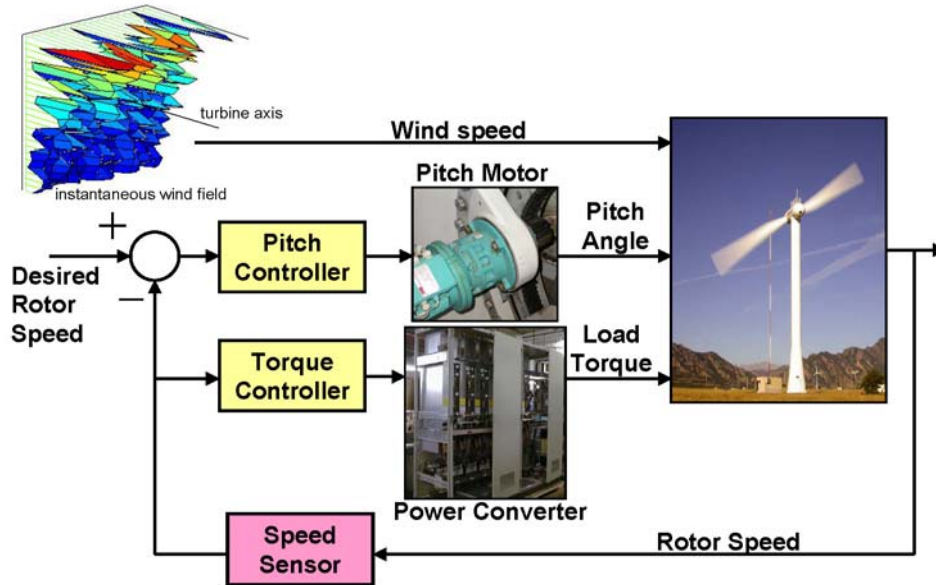 turbine axis
Wind speed
instantaneous wind field
Pitch Motor
+
Desired
Rotor
Speed
−
Pitch
Controller
Pitch
Angle
Torque
Controller
Load
Torque
Power Converter
Speed
Sensor
Rotor Speed